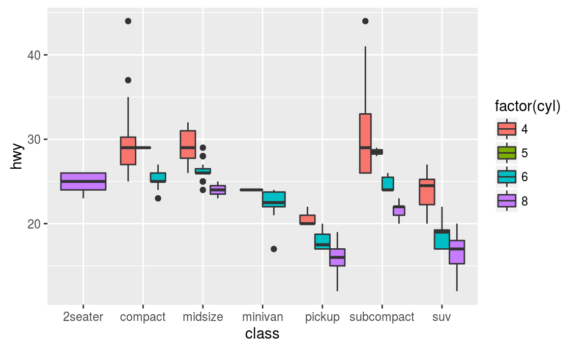 40
30
20
hwy
2seater compact midsize minivan pickup subcompact suv
class
factor(cyl)
4
5
6
8